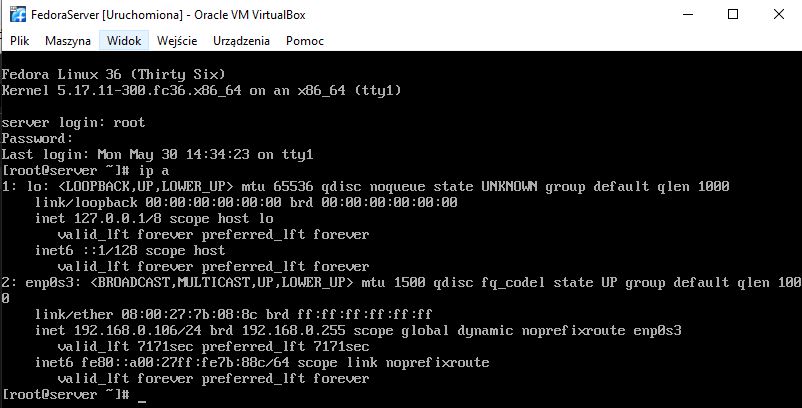 FedoraServer [Uruchomiona] - Oracle VM VirtualBox
Plik Maszyna Widok Wejście Urządzenia Pomoc
Fedora Linux 36 (Thirty Six)
Kernel 5.17.11-300.fc36.x86_64 on an x86_64 (tty1)
server login: root
Password:
Last login: Mon May 30 14:34:23 on tty1
[root@server ~]# ip a
1: lo: <LOOPBACK,UP,LOWER_UP> mtu 65536 qdisc noqueue state UNKNOWN group default qlen 1000
link/loopback 00:00:00:00:00:00 brd 00:00:00:00:00:00
inet 127.0.0.1/8 scope host lo
valid_lft forever preferred_lft forever
inet6 ::1/128 scope host
valid_lft forever preferred_lft forever
2: enp0s3: <BROADCAST,MULTICAST,UP,LOWER_UP> mtu 1500 qdisc fq_codel state UP group default qlen 100
0
link/ether 08:00:27:7b:08:8c brd ff:ff:ff:ff:ff:ff
inet 192.168.0.106/24 brd 192.168.0.255 scope global dynamic noprefixroute enp0s3
valid_lft 7171sec preferred_lft 7171sec
inet6 fe80::a00:27ff:fe7b:88c/64 scope link noprefixroute
valid_lft forever preferred_lft forever
[root@server ~]# _